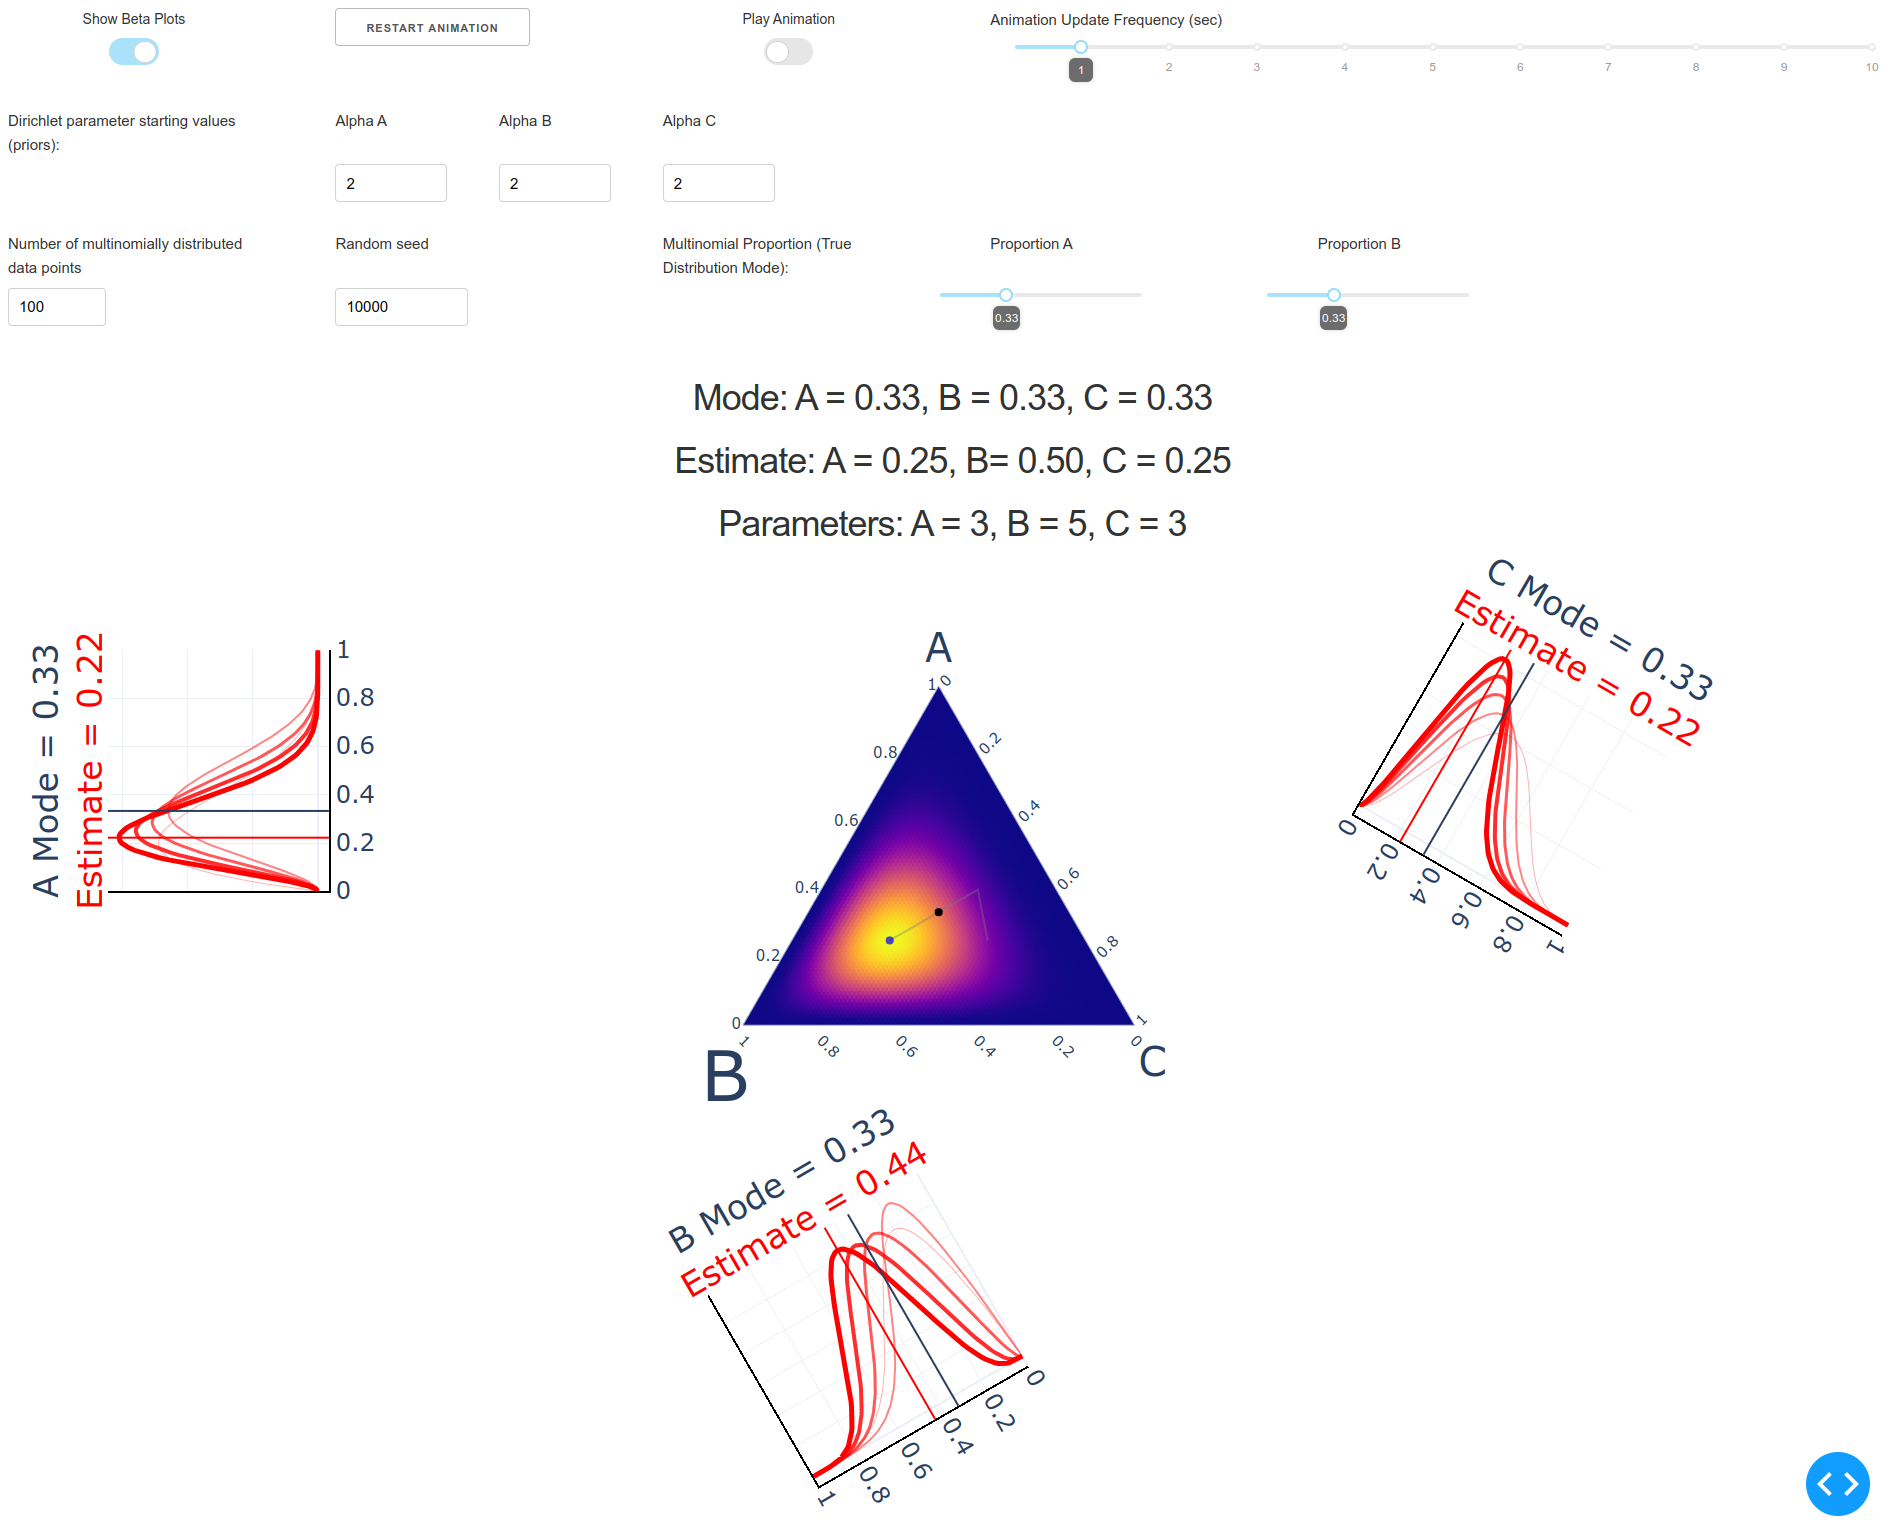 Show Beta Plots
RESTART ANIMATION
Play Animation
Animation Update Frequency (sec)
1 2 3 4 5 6 7 8 9 10
Dirichlet parameter starting values
(priors):
Alpha A
Alpha B
Alpha C
2
2
2
Number of multinomially distributed
data points
100
Random seed
10000
Multinomial Proportion (True
Distribution Mode):
Proportion A
0.33
Proportion B
0.33
Mode: A = 0.33, B = 0.33, C = 0.33
Estimate: A = 0.25, B= 0.50, C = 0.25
Parameters: A = 3, B = 5, C = 3
A Mode = 0.33
Estimate = 0.22
1
0.8
0.6
0.4
0.2
0
A
1
0.8
0.6
0.4
0.2
0
0
0.2
0.4
0.6
0.8
1
1 0.8 0.6 0.4 0.2 0
B
C
C Mode = 0.33
Estimate = 0.22
0 0.2 0.4 0.6 0.8 1
B Mode = 0.33
Estimate = 0.44
1 0.8 0.6 0.4 0.2 0